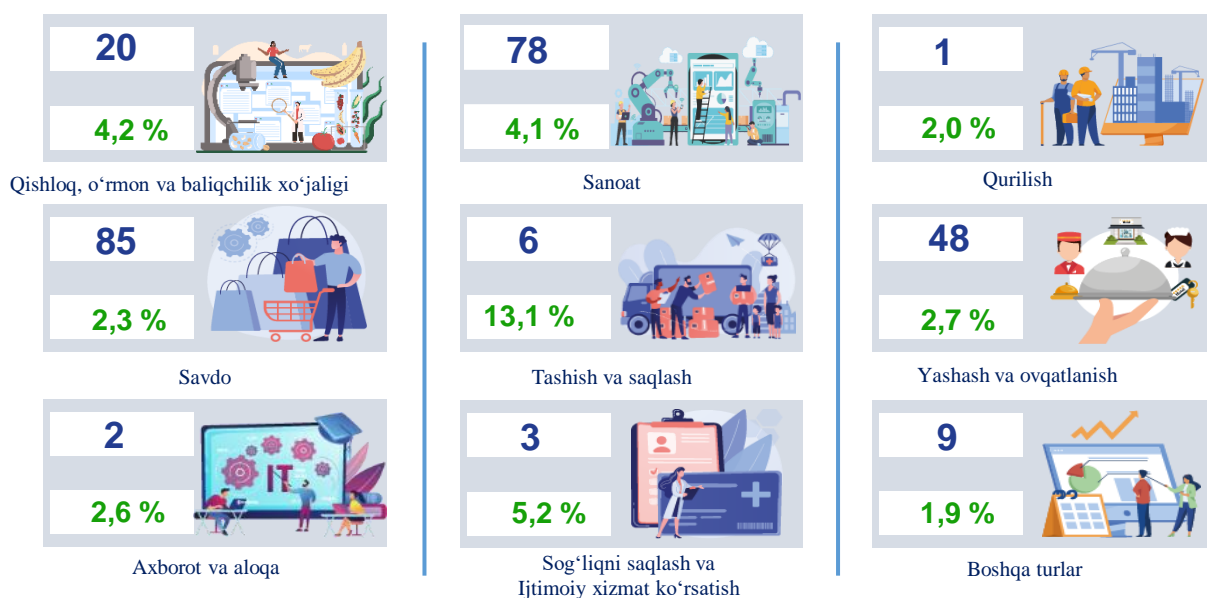 20
4,2 %
Qishloq, o‘rmon va baliqchilik xo‘jaligi
78
4,1 %
Sanoat
1
2,0 %
Qurilish
85
2,3 %
Savdo
6
13,1 %
Tashish va saqlash
48
2,7 %
Yashash va ovqatlanish
2
2,6 %
IT
Axborot va aloqa
3
5,2 %
Sog‘liqni saqlash va
Ijtimoiy xizmat ko‘rsatish
9
1,9 %
Boshqa turlar